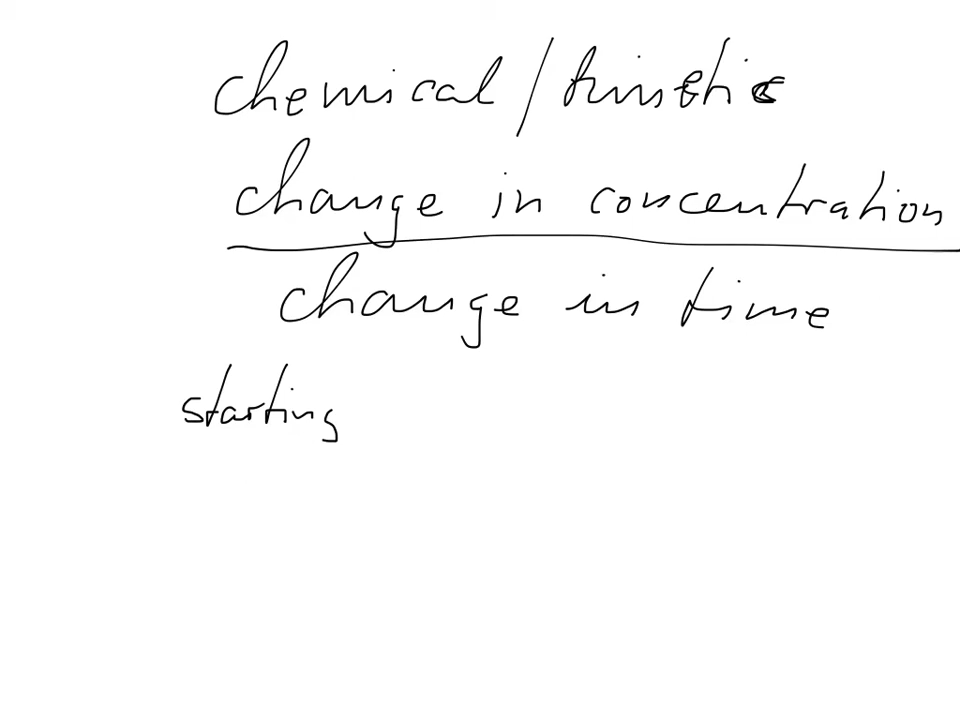 chemical / kinetic
change in concentration
change in time
starting